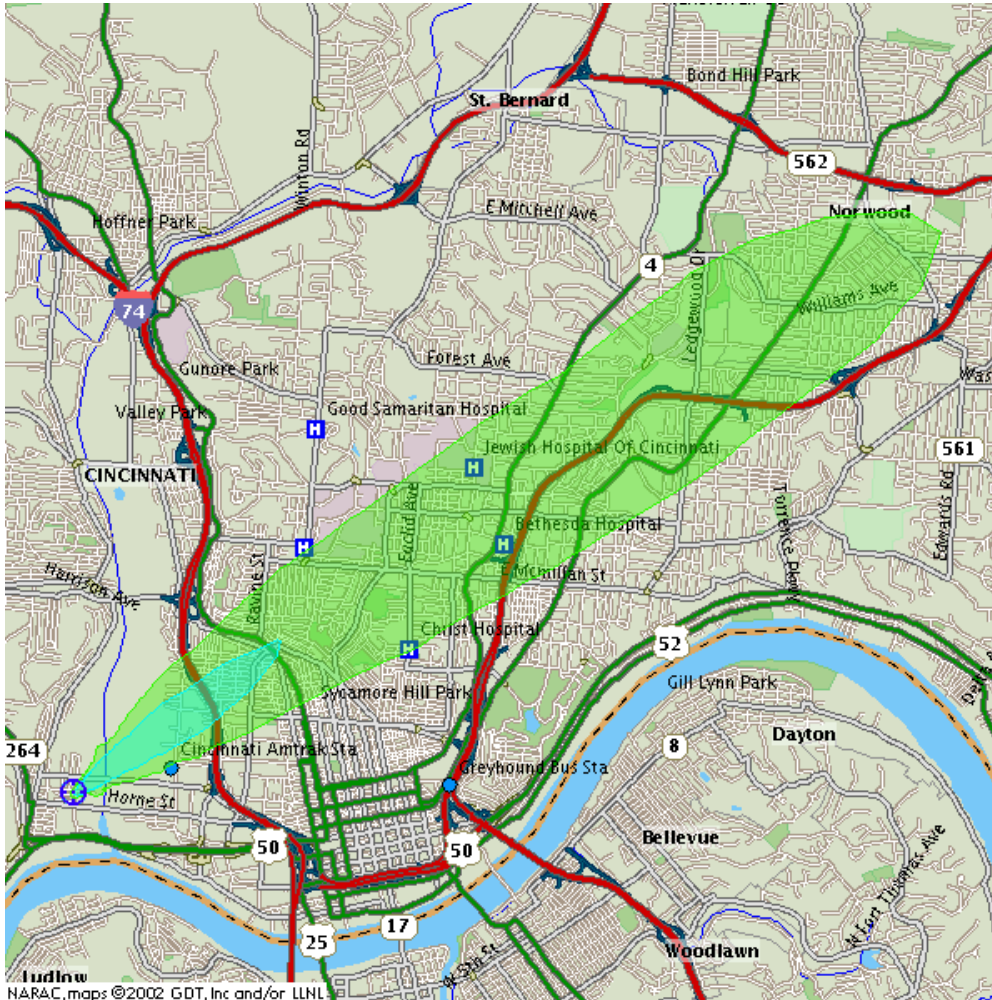 Bond Hill Park
St. Bernard
Winton Rd
562
Hoffner Park
E Mitchell Ave
Norwood
4
Ledgewood Dr
74
Williams Ave
Forest Ave
Gunore Park
Was
Valley Park
Good Samaritan Hospital
H
Jewish Hospital Of Cincinnati
H
561
CINCINNATI
Euclid Ave
Edwards Rd
Torrence Pkwy
Bethesda Hospital
H
H
E Mcmillan St
Harrison Ave
Ravine St
Christ Hospital
H
52
Sycamore Hill Park
Gill Lynn Park
Delta A
264
Cincinnati Amtrak Sta
8
Dayton
Greyhound Bus Sta
Horne St
50
50
Bellevue
N Fort Thomas Ave
17
25
Woodlawn
N 5th St
Ludlow
NARAC, maps ©2002 GDT, Inc and/or LLNL